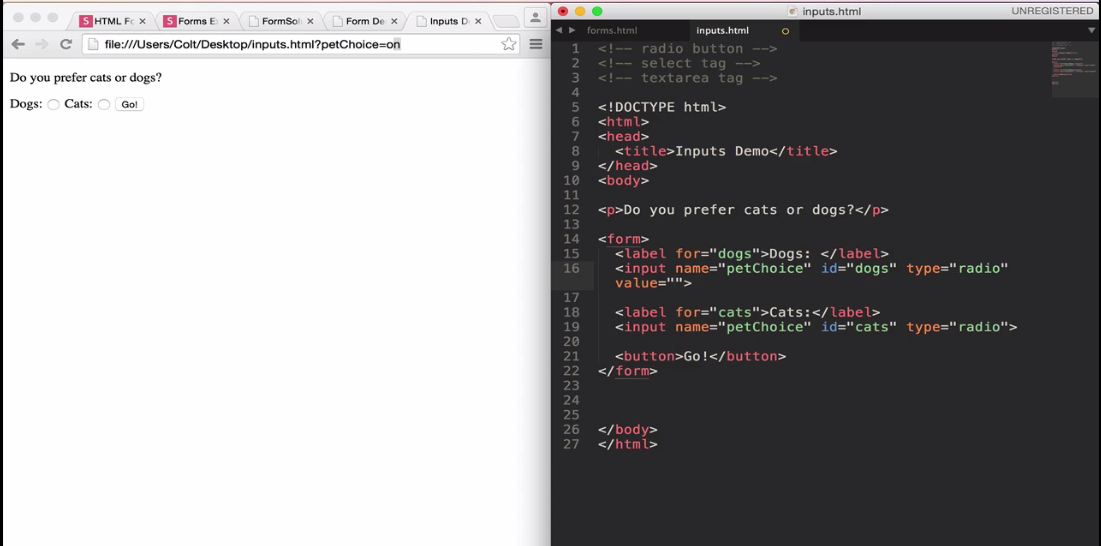 HTML Fo
Forms Ex
FormSol
Form De
Inputs D
file:///Users/Colt/Desktop/inputs.html?petChoice=on
Do you prefer cats or dogs?
Dogs: Cats: Go!
inputs.html
UNREGISTERED
forms.html
inputs.html
1 <!-- radio button -->
2 <!-- select tag -->
3 <!-- textarea tag -->
4
5 <!DOCTYPE html>
6 <html>
7 <head>
8 <title>Inputs Demo</title>
9 </head>
10 <body>
11
12 <p>Do you prefer cats or dogs?</p>
13
14 <form>
15 <label for="dogs">Dogs: </label>
16 <input name="petChoice" id="dogs" type="radio"
value="">
17
18 <label for="cats">Cats:</label>
19 <input name="petChoice" id="cats" type="radio">
20
21 <button>Go!</button>
22 </form>
23
24
25
26 </body>
27 </html>